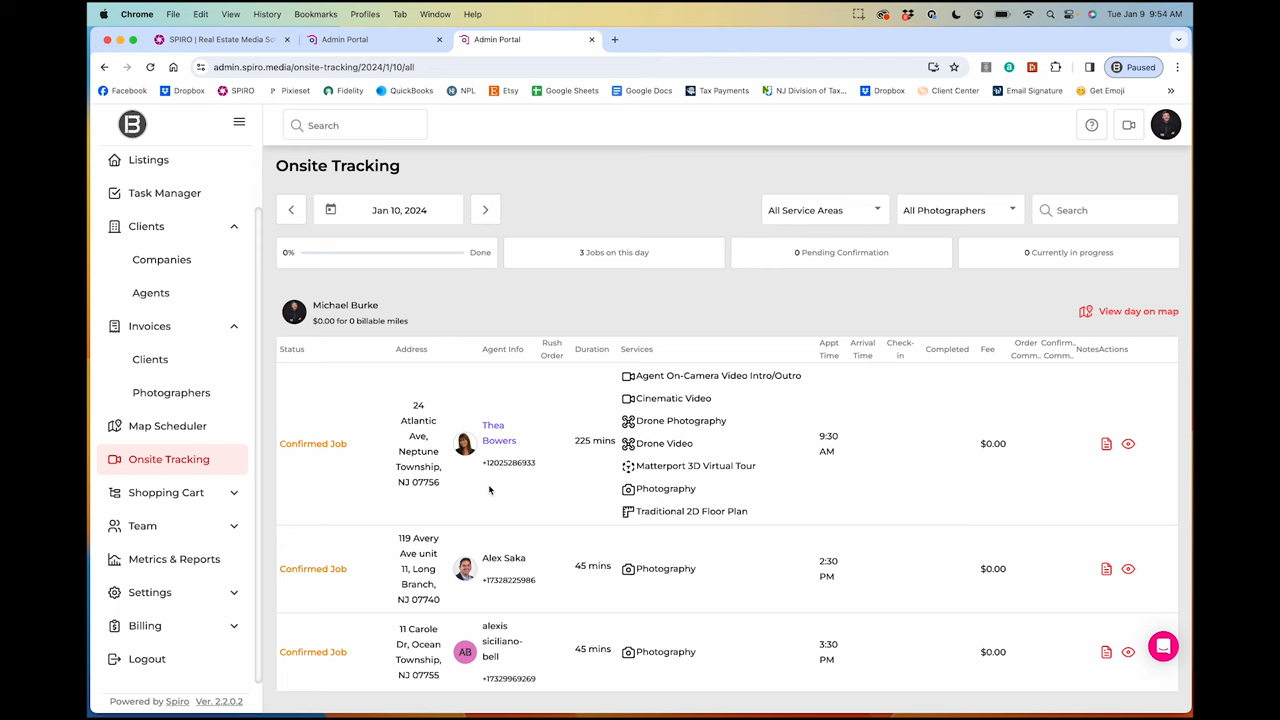 Chrome File Edit View History Bookmarks Profiles Tab Window Help Tue Jan 9 9:54 AM
SPIRO | Real Estate Media So Admin Portal Admin Portal
admin.spiro.media/onsite-tracking/2024/1/10/all Paused
Facebook Dropbox SPIRO Pixieset Fidelity QuickBooks NPL Etsy Google Sheets Google Docs Tax Payments NJ Division of Tax... Dropbox Client Center Email Signature Get Emoji
B
Search
Listings
Task Manager
Clients
Companies
Agents
Invoices
Clients
Photographers
Map Scheduler
Onsite Tracking
Shopping Cart
Team
Metrics & Reports
Settings
Billing
Logout
Powered by Spiro Ver. 2.2.0.2
Onsite Tracking
Jan 10, 2024
All Service Areas
All Photographers
Search
0% Done
3 Jobs on this day
0 Pending Confirmation
0 Currently in progress
Michael Burke
$0.00 for 0 billable miles
View day on map
Status Address Agent Info Rush Order Duration Services Appt Time Arrival Time Check-in Completed Fee Order Comm.. Confirm.. Comm.. Notes Actions
Confirmed Job
24
Atlantic
Ave,
Neptune
Township,
NJ 07756
Thea
Bowers
+12025286933
225 mins
Agent On-Camera Video Intro/Outro
Cinematic Video
Drone Photography
Drone Video
Matterport 3D Virtual Tour
Photography
Traditional 2D Floor Plan
9:30
AM
$0.00
Confirmed Job
119 Avery
Ave unit
11, Long
Branch,
NJ 07740
Alex Saka
+17328225986
45 mins
Photography
2:30
PM
$0.00
Confirmed Job
11 Carole
Dr, Ocean
Township,
NJ 07755
AB
alexis
siciliano-
bell
+17329969269
45 mins
Photography
3:30
PM
$0.00